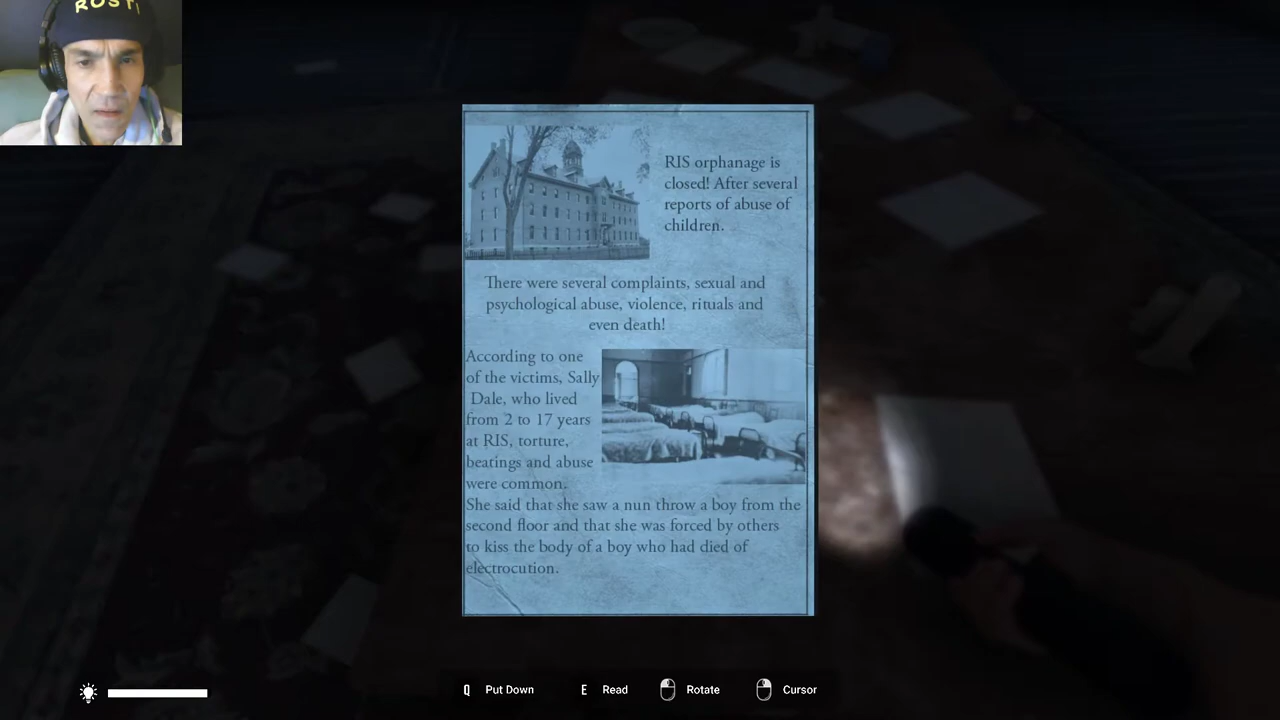 ROSTI
RIS orphanage is
closed! After several
reports of abuse of
children.
There were several complaints, sexual and
psychological abuse, violence, rituals and
even death!
According to one
of the victims, Sally
Dale, who lived
from 2 to 17 years
at RIS, torture,
beatings and abuse
were common.
She said that she saw a nun throw a boy from the
second floor and that she was forced by others
to kiss the body of a boy who had died of
electrocution.
Q Put Down E Read Rotate Cursor